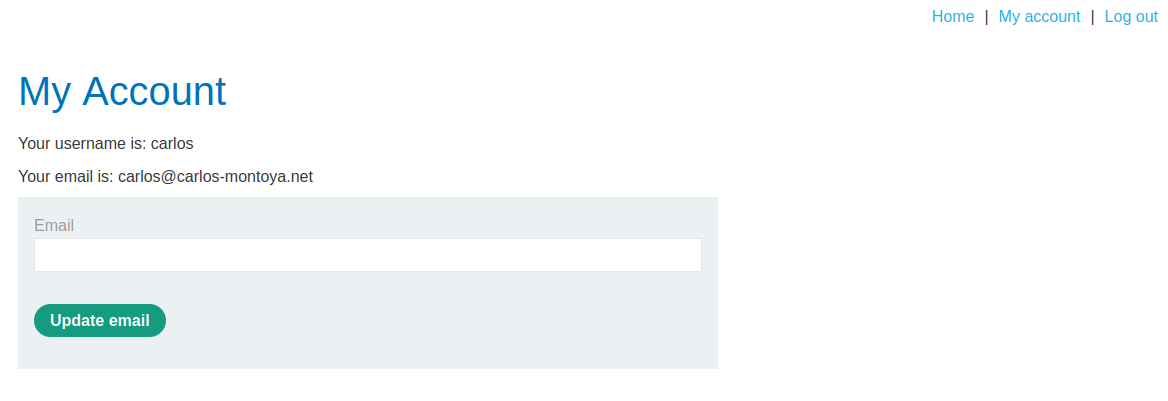 Home | My account | Log out
My Account
Your username is: carlos
Your email is: carlos@carlos-montoya.net
Email
Update email